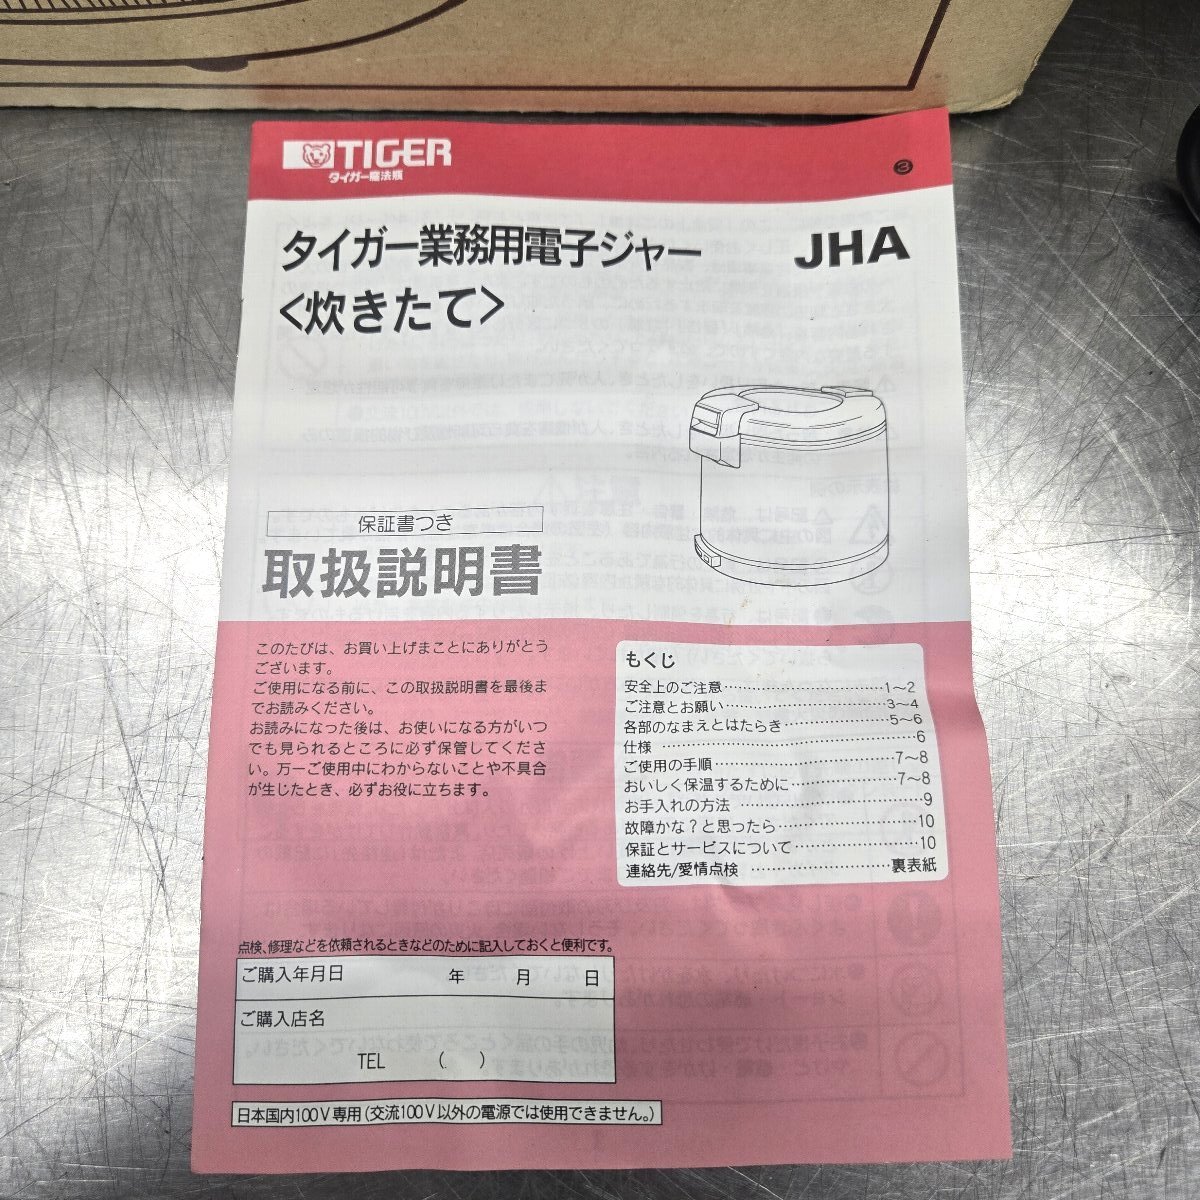 TIGER
タイガー魔法瓶
3
タイガー業務用電子ジャー JHA
<炊きたて>
保証書つき
取扱説明書
このたびは、お買い上げまことにありがとう
ございます。
ご使用になる前に、この取扱説明書を最後ま
でお読みください。
お読みになった後は、お使いになる方がいつ
でも見られるところに必ず保管してくださ
い。万一ご使用中にわからないことや不具合
が生じたとき、必ずお役に立ちます。
もくじ
安全上のご注意……………………………1～2
ご注意とお願い……………………………3～4
各部のなまえとはたらき…………………5～6
仕様 …………………………………………6
ご使用の手順………………………………7～8
おいしく保温するために…………………7～8
お手入れの方法 ……………………………9
故障かな？と思ったら……………………10
保証とサービスについて…………………10
連絡先/愛情点検 ………………………裏表紙
点検、修理などを依頼されるときなどのために記入しておくと便利です。
ご購入年月日 年 月 日
ご購入店名
TEL ( )
日本国内100V専用(交流100V以外の電源では使用できません。)